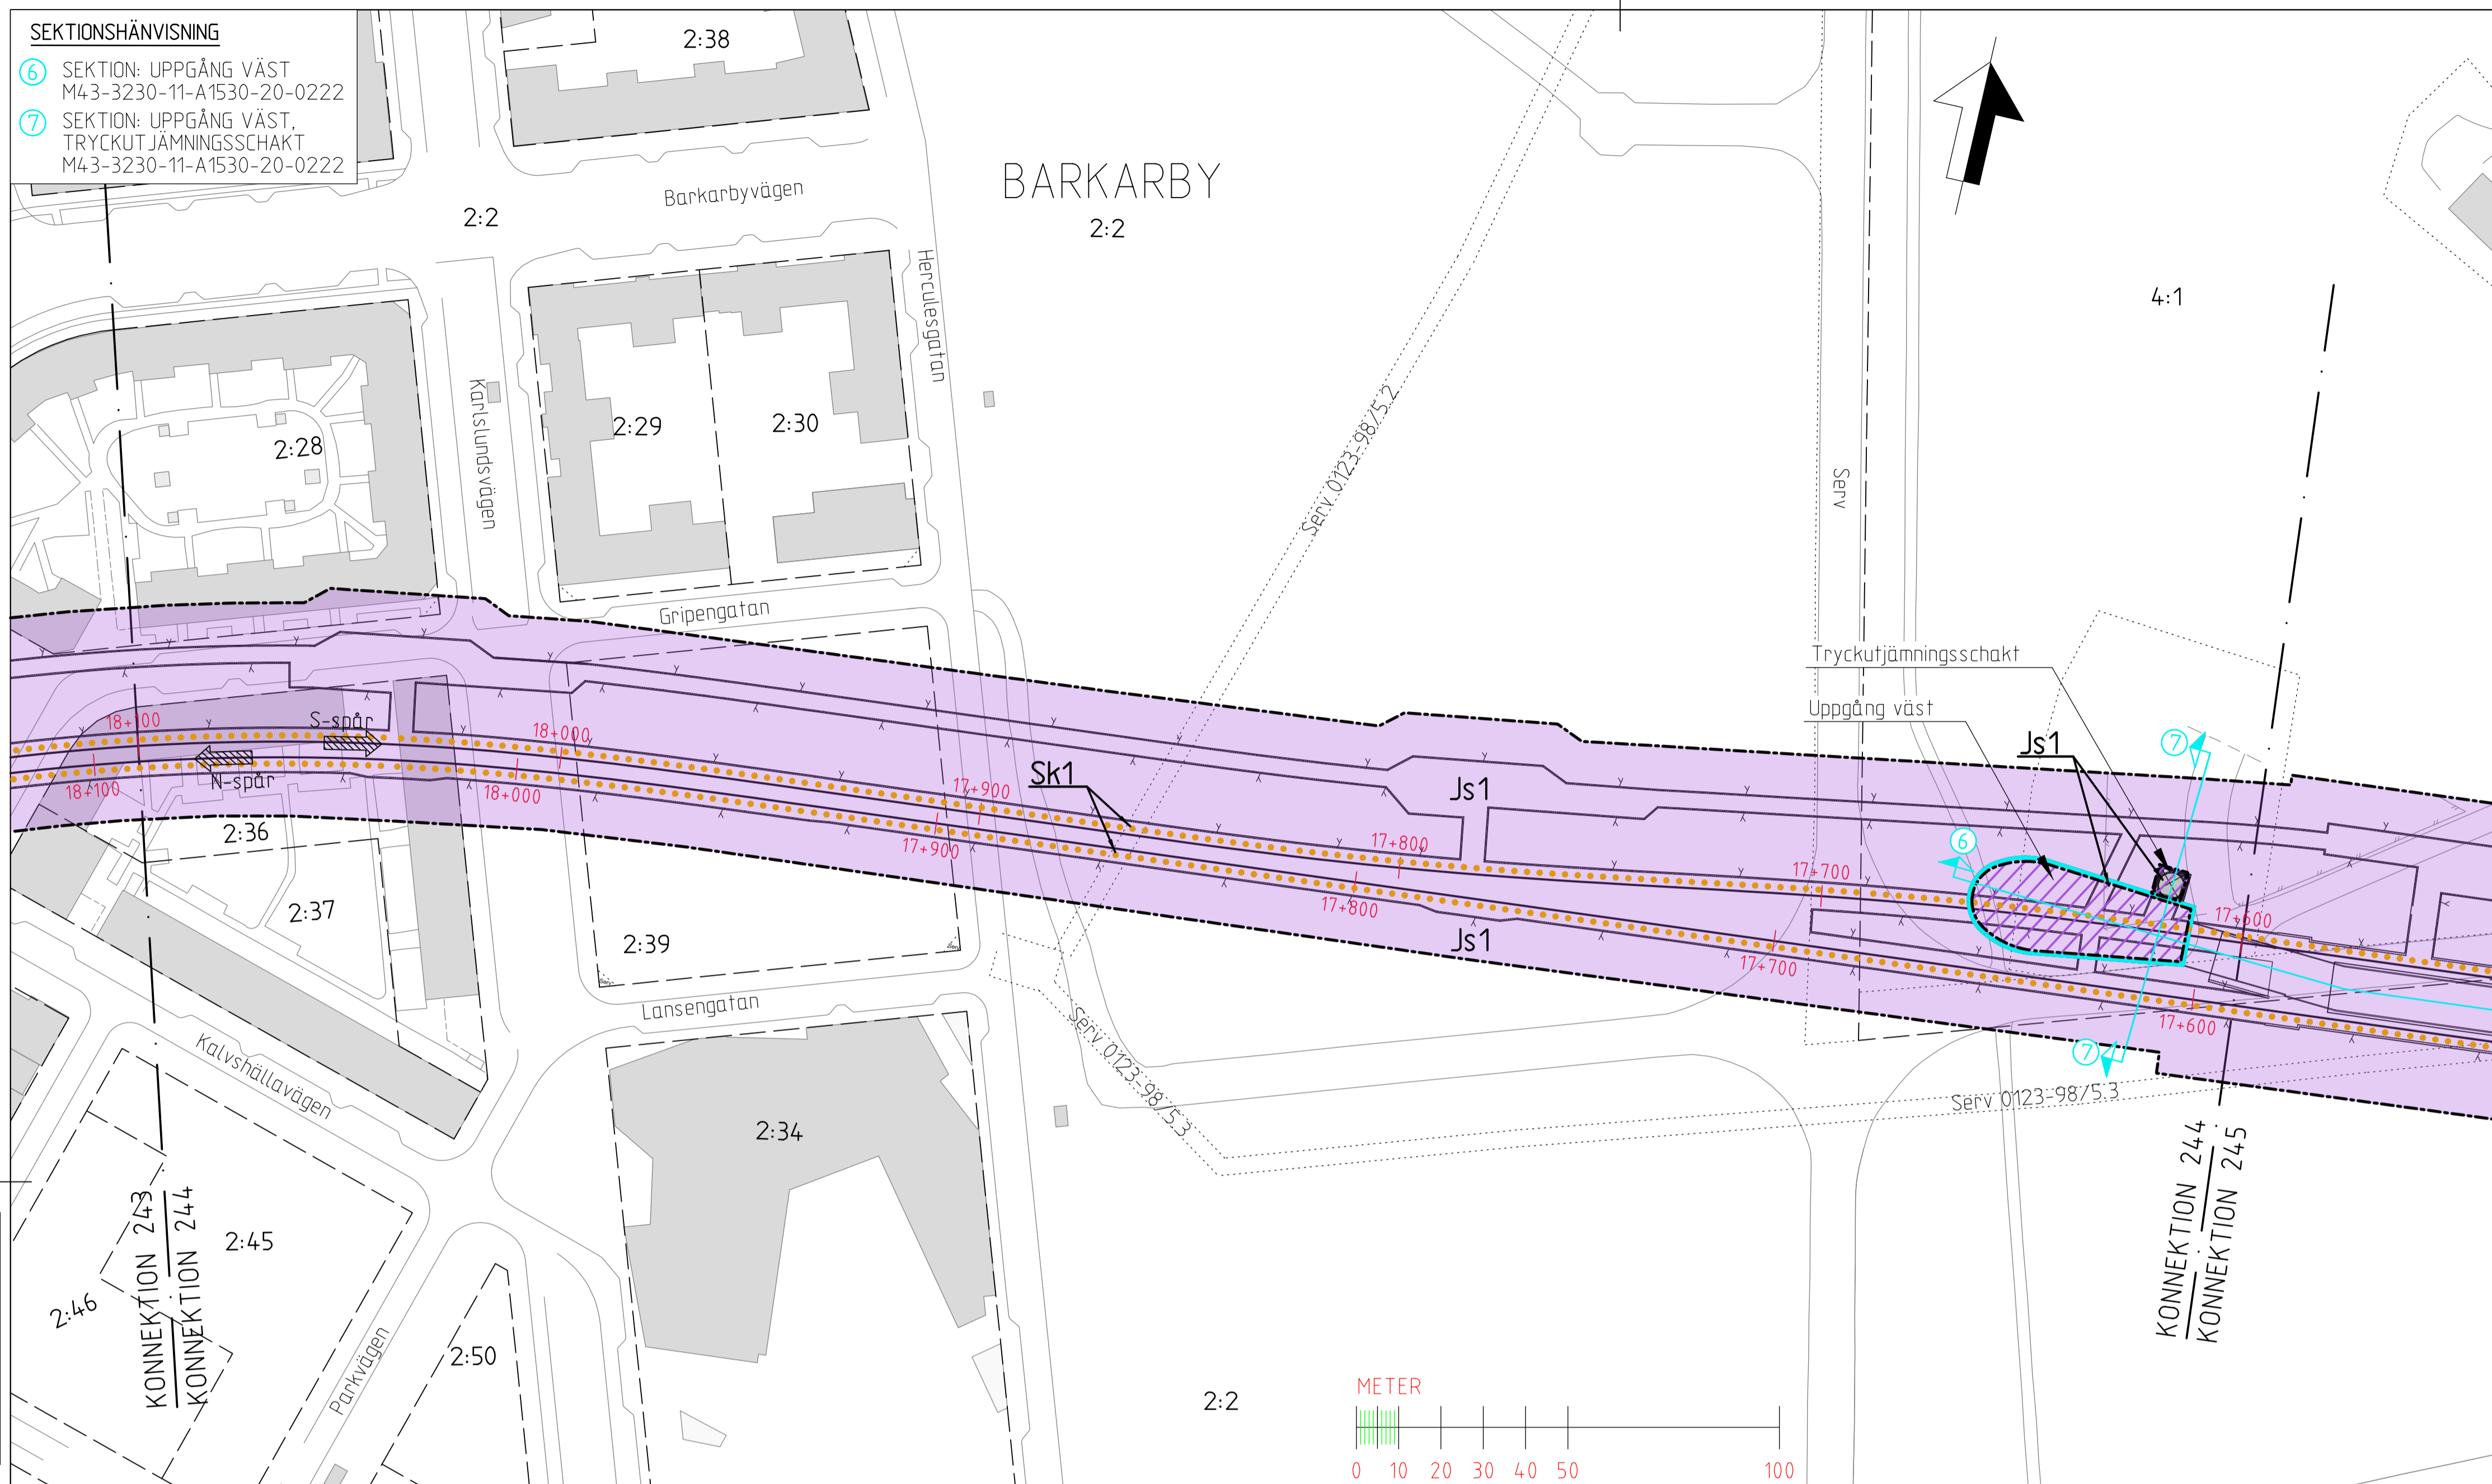 SEKTIONSHÄNVISNING
6 SEKTION: UPPGÅNG VÄST
M43-3230-11-A1530-20-0222
7 SEKTION: UPPGÅNG VÄST,
TRYCKUTJÄMNINGSSCHAKT
M43-3230-11-A1530-20-0222
2:38
Barkarbyvägen
2:2
BARKARBY
2:2
Herculesgatan
4:1
Karlslundsvägen
2:28
2:29
2:30
Serv 0123-98/5.2
Serv
Gripengatan
Tryckutjämningsschakt
Uppgång väst
Js1
7
18+100
S-spår
18+000
N-spår
18+100
18+000
Sk1
17+900
Js1
17+900
17+800
6
17+700
17+800
17+600
2:36
2:37
2:39
Js1
17+700
17+600
Lansengatan
Serv 0123-98/5.3
7
Serv 0123-98/5.3
Kalvshällavägen
2:34
KONNEKTION 243
KONNEKTION 244
2:45
2:46
KONNEKTION 244
KONNEKTION 245
Parkvägen
2:50
2:2
METER
0 10 20 30 40 50 100